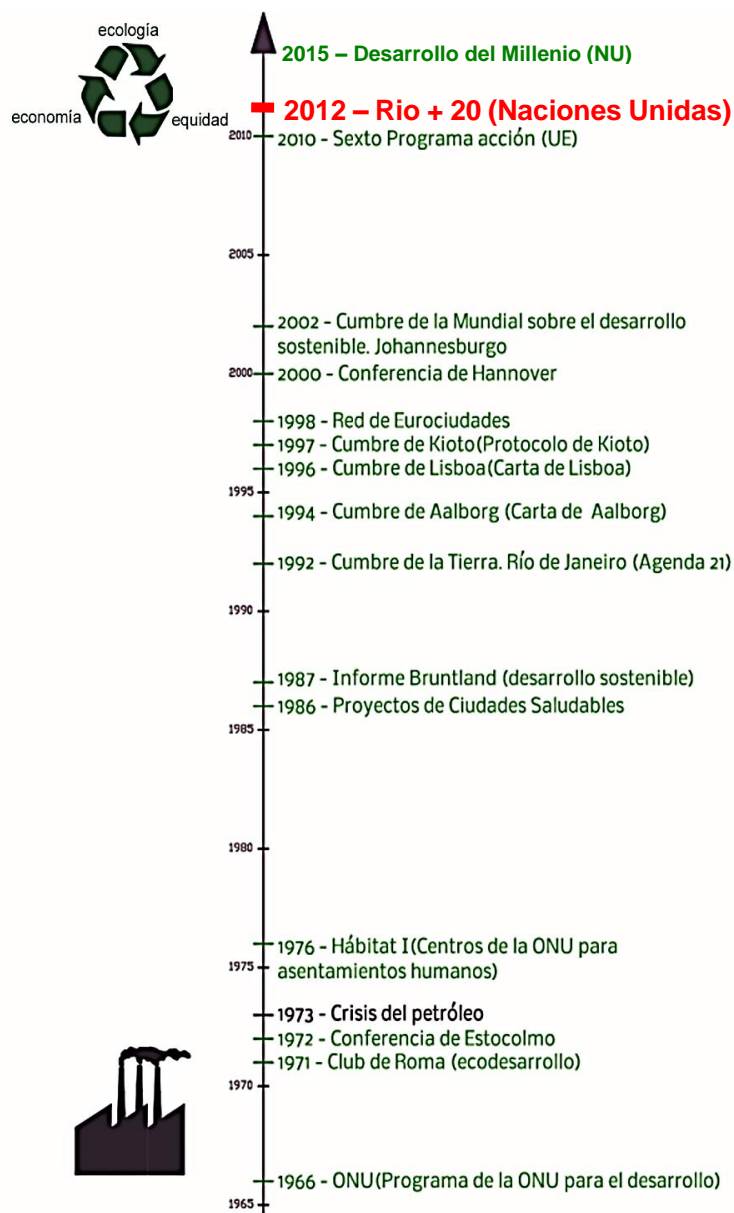 ecología
economía
equidad
2015 – Desarrollo del Millenio (NU)
2012 – Rio + 20 (Naciones Unidas)
2010
2010 - Sexto Programa acción (UE)
2005
2002 - Cumbre de la Mundial sobre el desarrollo
sostenible. Johannesburgo
2000
2000 - Conferencia de Hannover
1998 - Red de Eurociudades
1997 - Cumbre de Kioto(Protocolo de Kioto)
1996 - Cumbre de Lisboa(Carta de Lisboa)
1995
1994 - Cumbre de Aalborg (Carta de Aalborg)
1992 - Cumbre de la Tierra. Río de Janeiro (Agenda 21)
1990
1987 - Informe Bruntland (desarrollo sostenible)
1986 - Proyectos de Ciudades Saludables
1985
1980
1976 - Hábitat I(Centros de la ONU para
asentamientos humanos)
1975
1973 - Crisis del petróleo
1972 - Conferencia de Estocolmo
1971 - Club de Roma (ecodesarrollo)
1970
1966 - ONU(Programa de la ONU para el desarrollo)
1965